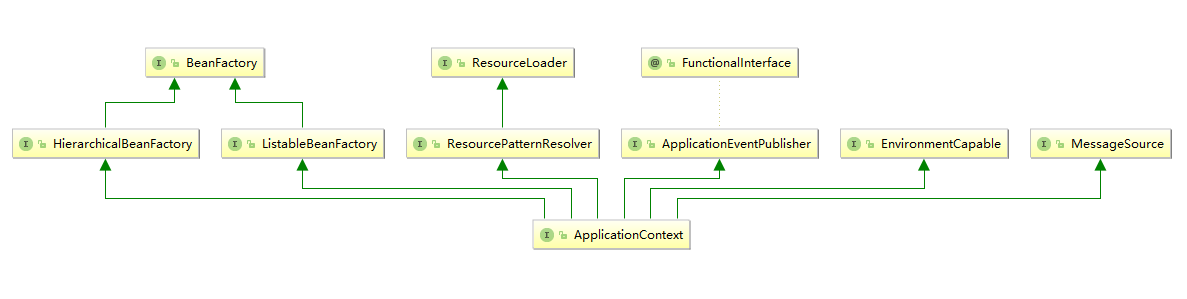 I BeanFactory
I ResourceLoader
@ FunctionalInterface
I HierarchicalBeanFactory
I ListableBeanFactory
I ResourcePatternResolver
I ApplicationEventPublisher
I EnvironmentCapable
I MessageSource
I ApplicationContext